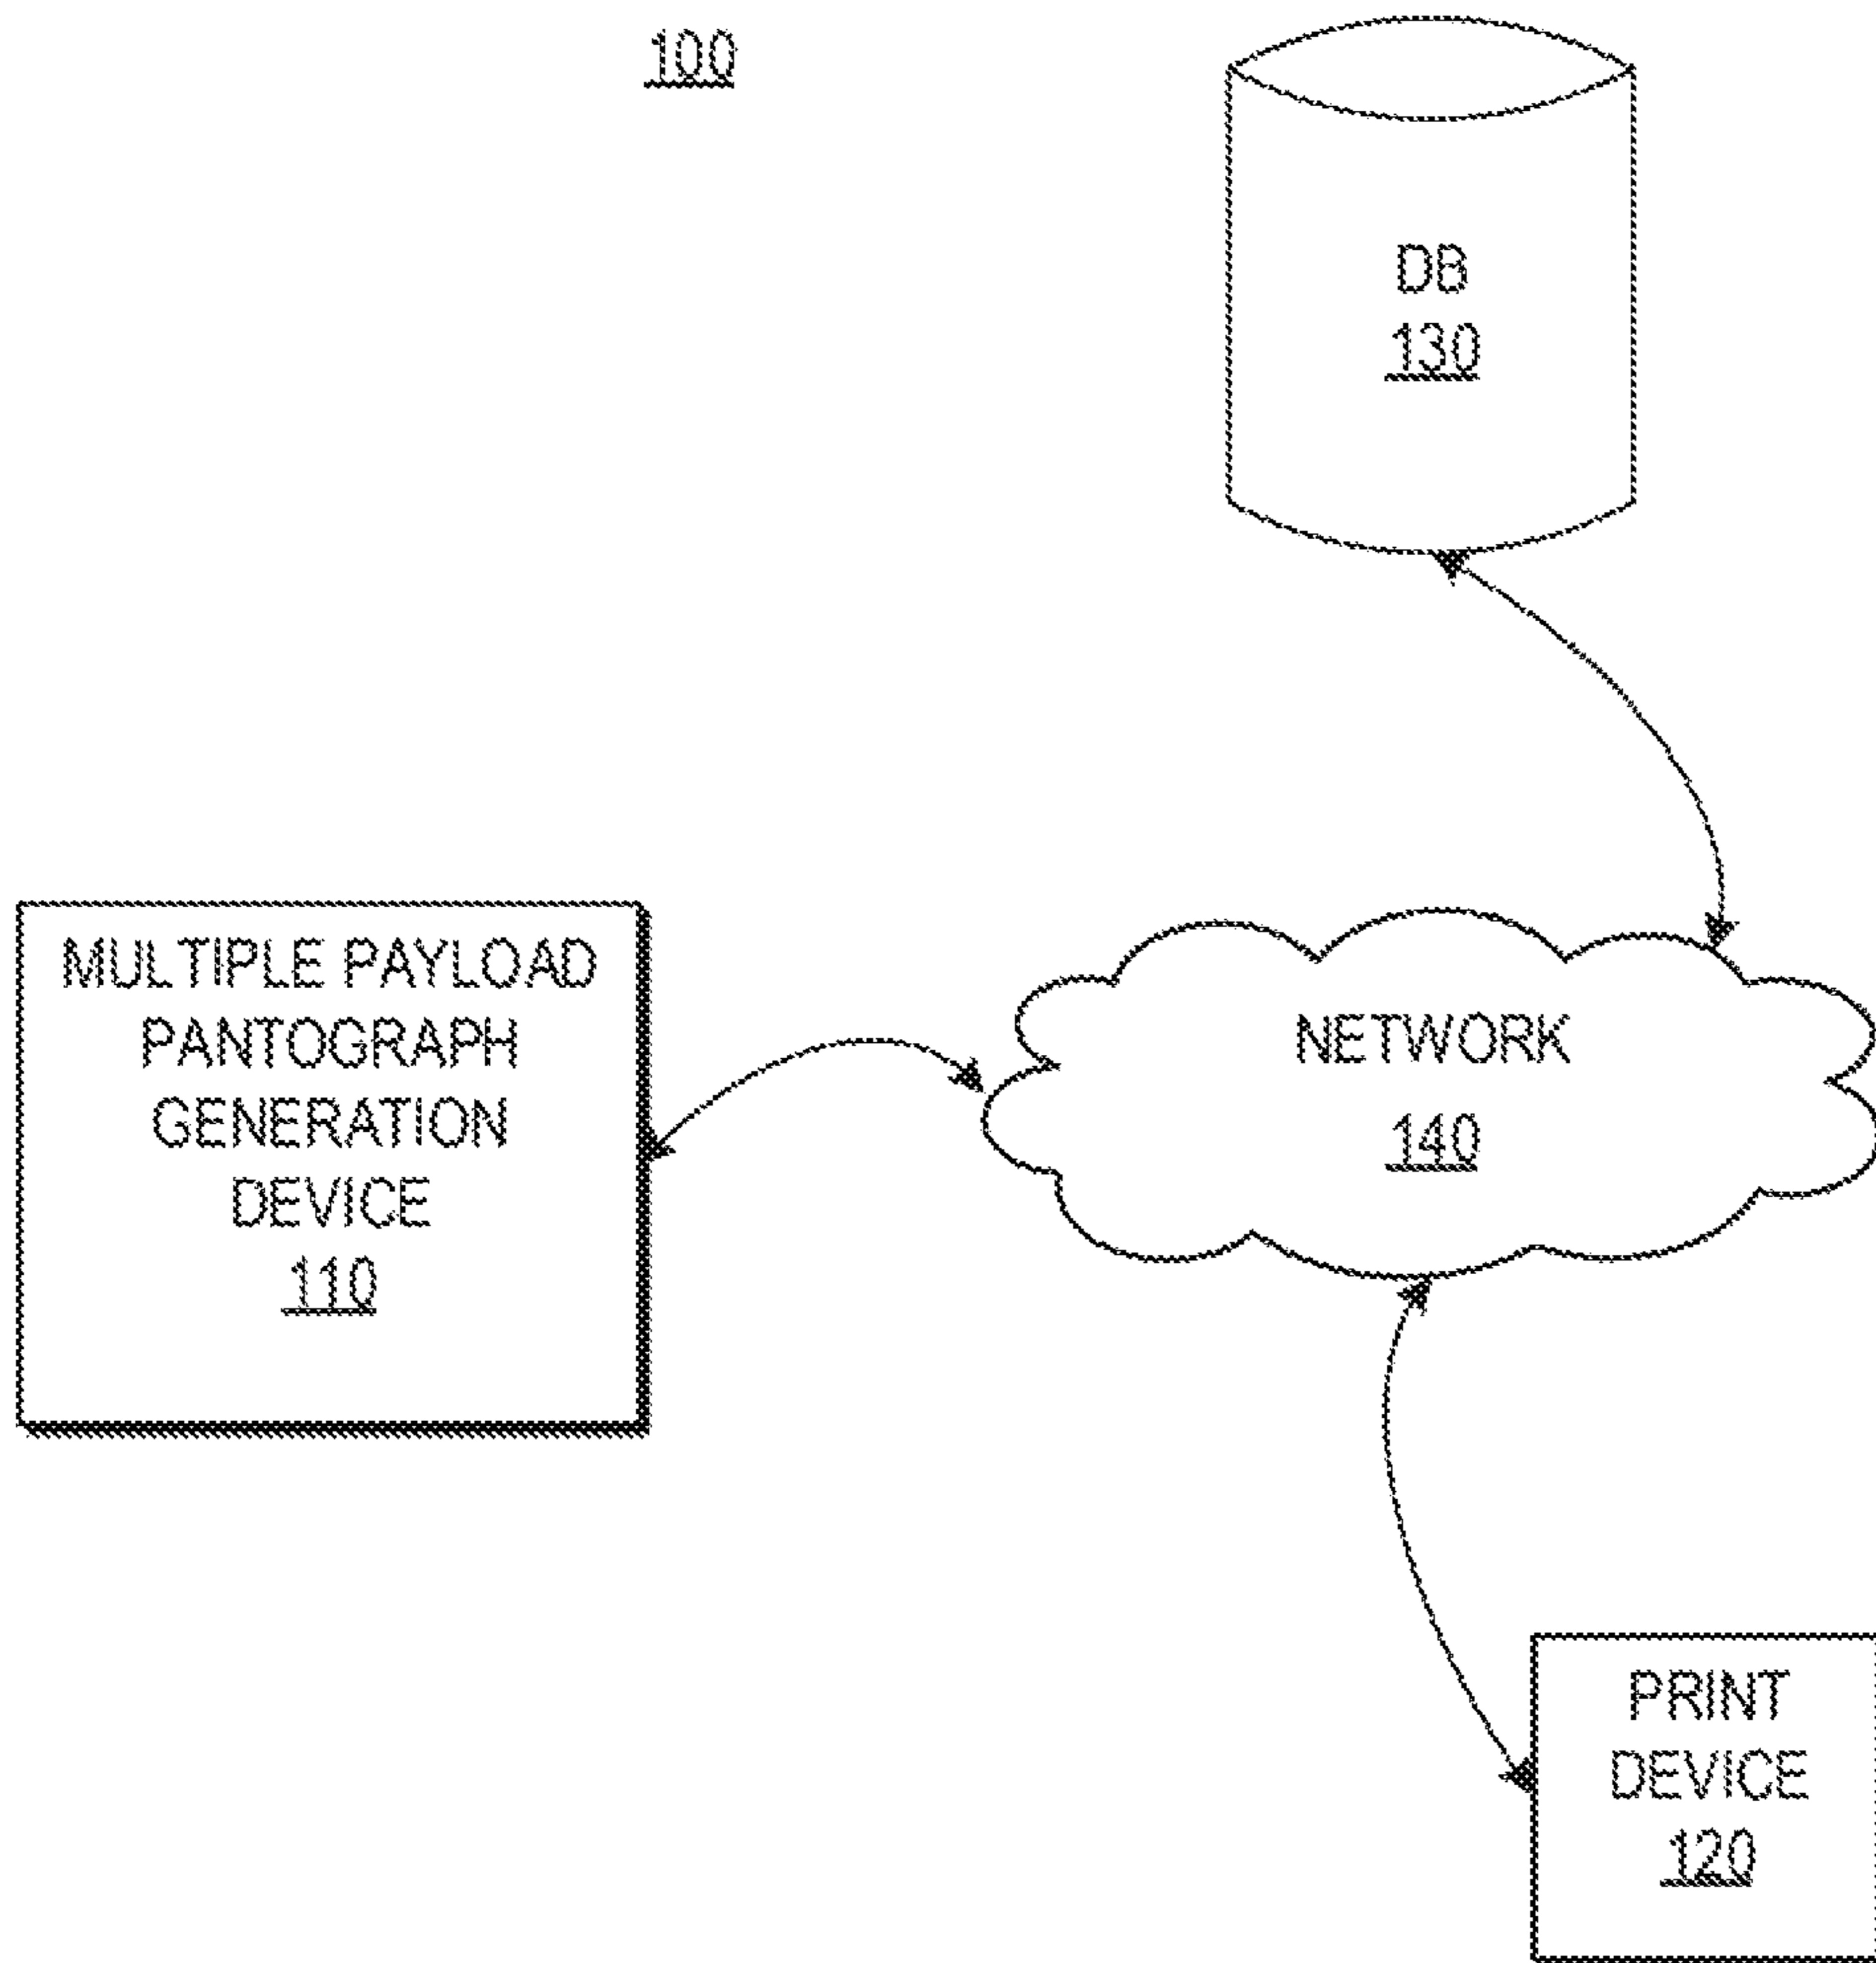 100
DB
130
MULTIPLE PAYLOAD
PANTOGRAPH
GENERATION
DEVICE
110
NETWORK
140
PRINT
DEVICE
120